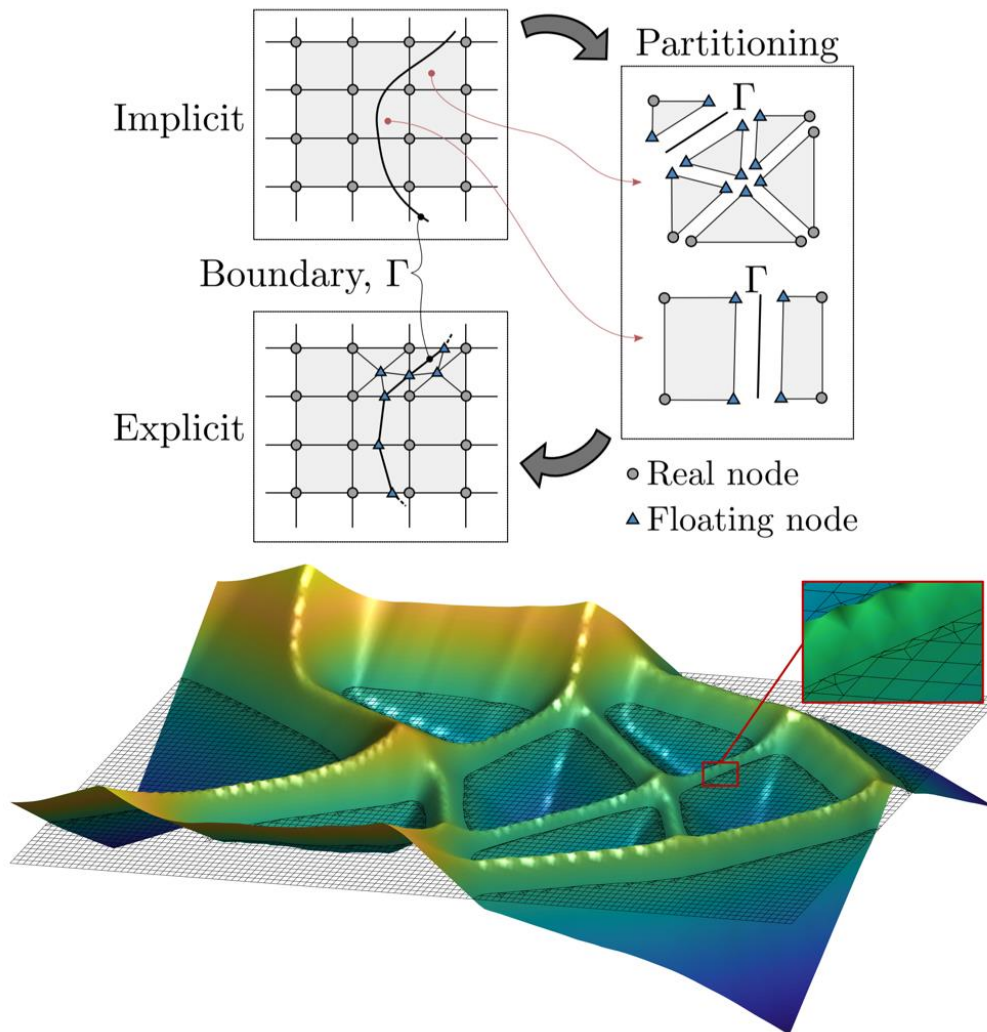 Partitioning
Implicit
Γ
Boundary, Γ
Γ
Explicit
Real node
Floating node